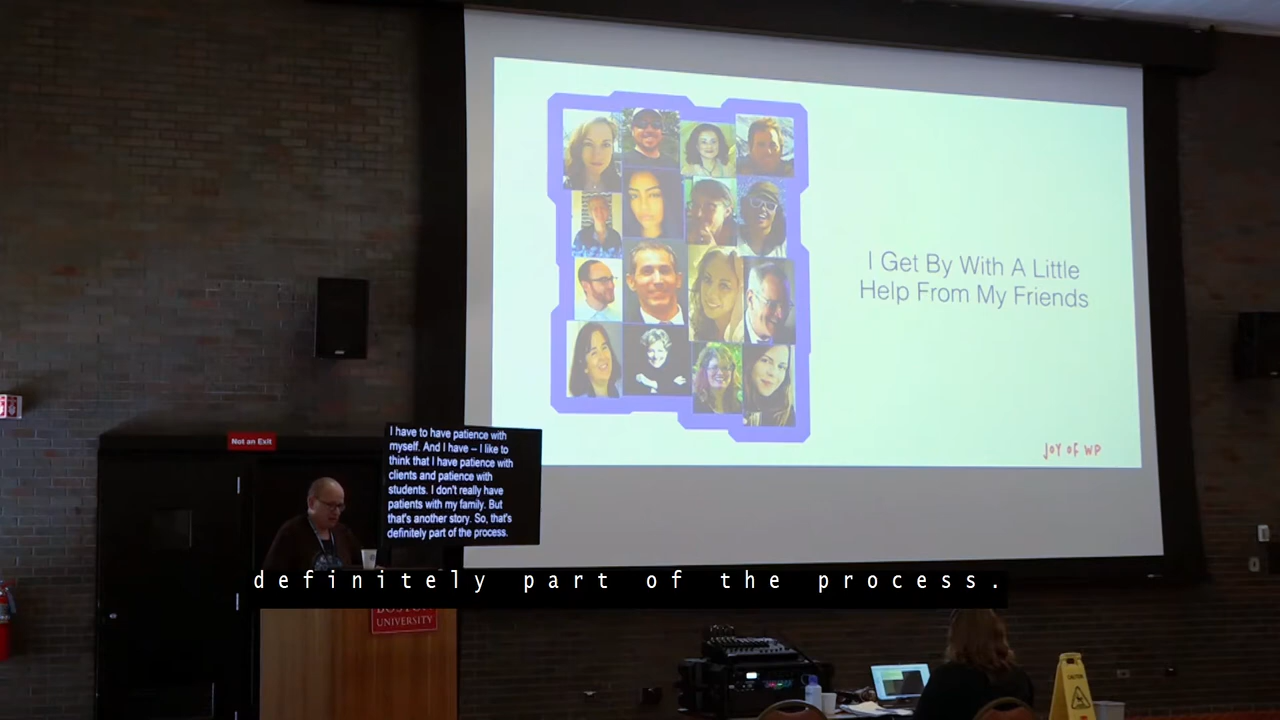 I Get By With A Little
Help From My Friends
JOY OF WP
Not an Exit
I have to have patience with
myself. And I have – I like to
think that I have patience with
clients and patience with
students. I don't really have
patients with my family. But
that's another story. So, that's
definitely part of the process.
definitely part of the process.
BOSTON
UNIVERSITY
CAUTION